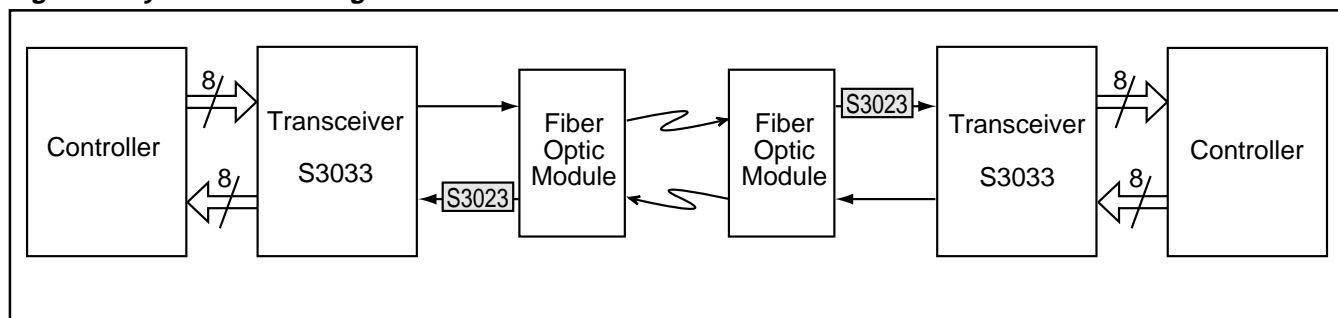 8
8
Controller
Transceiver
S3033
S3023
Fiber
Optic
Module
Fiber
Optic
Module
S3023
Transceiver
S3033
8
8
Controller